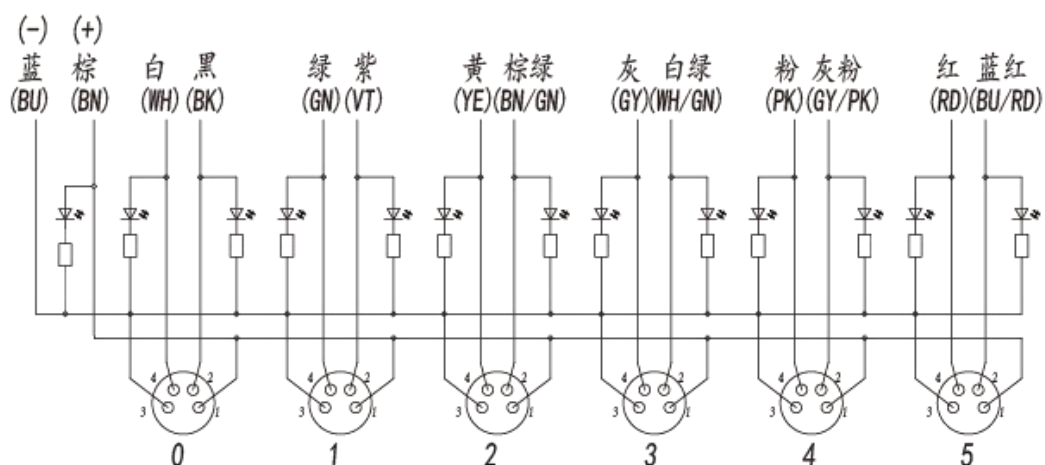 (-) (+)
蓝 棕 白 黑 绿 紫 黄 棕绿 灰 白绿 粉 灰粉 红 蓝红
(BU) (BN) (WH) (BK) (GN) (VT) (YE) (BN/GN) (GY) (WH/GN) (PK) (GY/PK) (RD) (BU/RD)
4 2 4 2 4 2 4 2 4 2 4 2
3 1 3 1 3 1 3 1 3 1 3 1
0 1 2 3 4 5